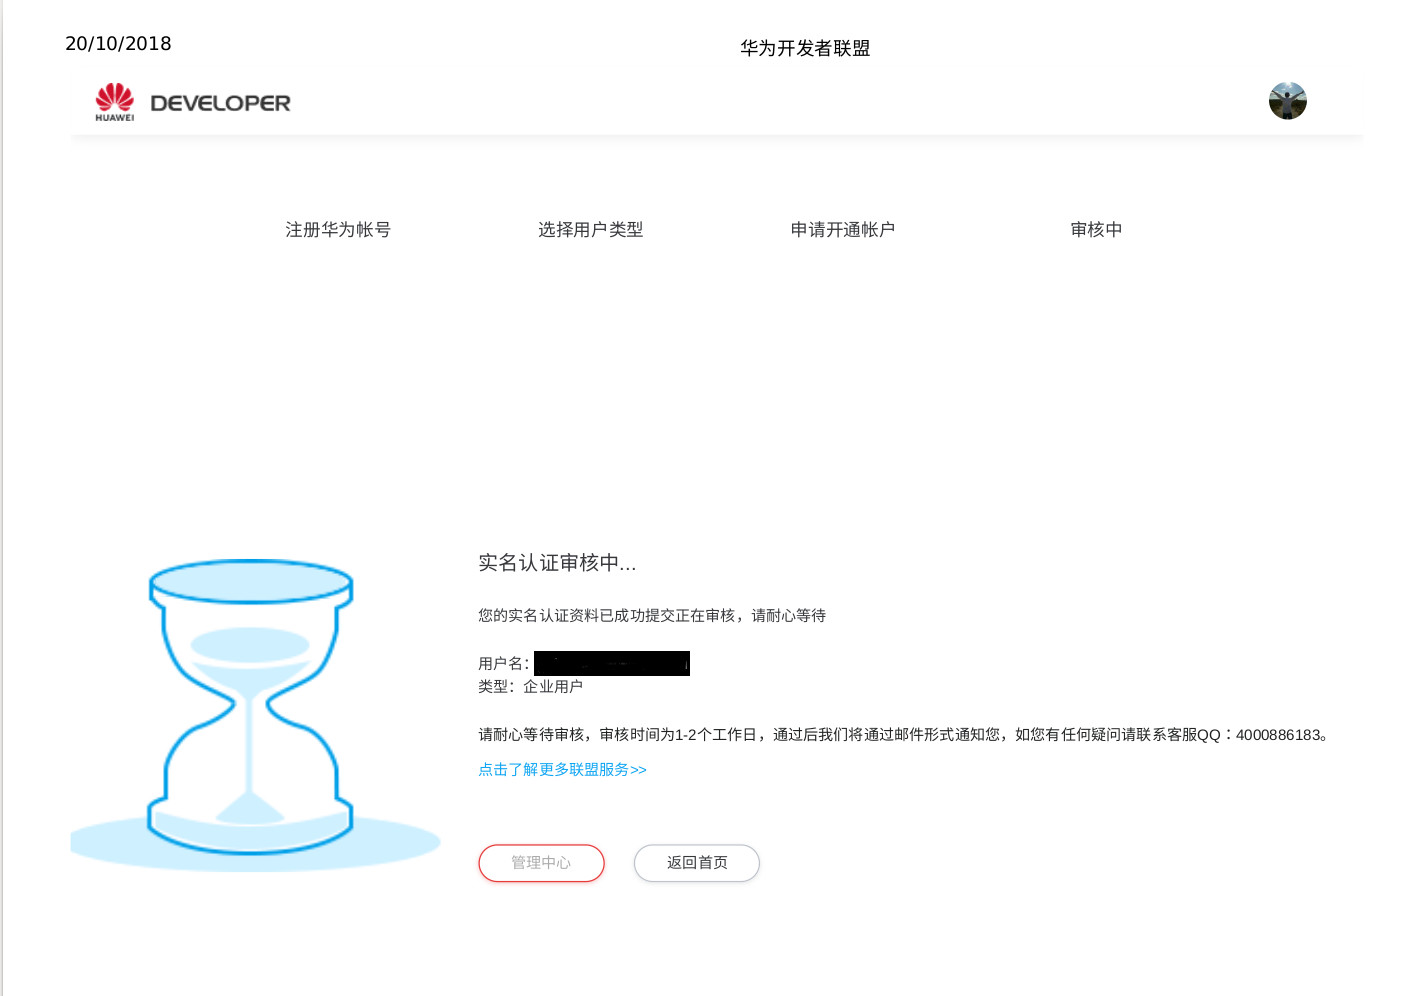 20/10/2018
华为开发者联盟
HUAWEI
DEVELOPER
注册华为帐号
选择用户类型
申请开通帐户
审核中
实名认证审核中...
您的实名认证资料已成功提交正在审核，请耐心等待
用户名：
类型：企业用户
请耐心等待审核，审核时间为1-2个工作日，通过后我们将通过邮件形式通知您，如您有任何疑问请联系客服QQ：4000886183。
点击了解更多联盟服务>>
管理中心
返回首页